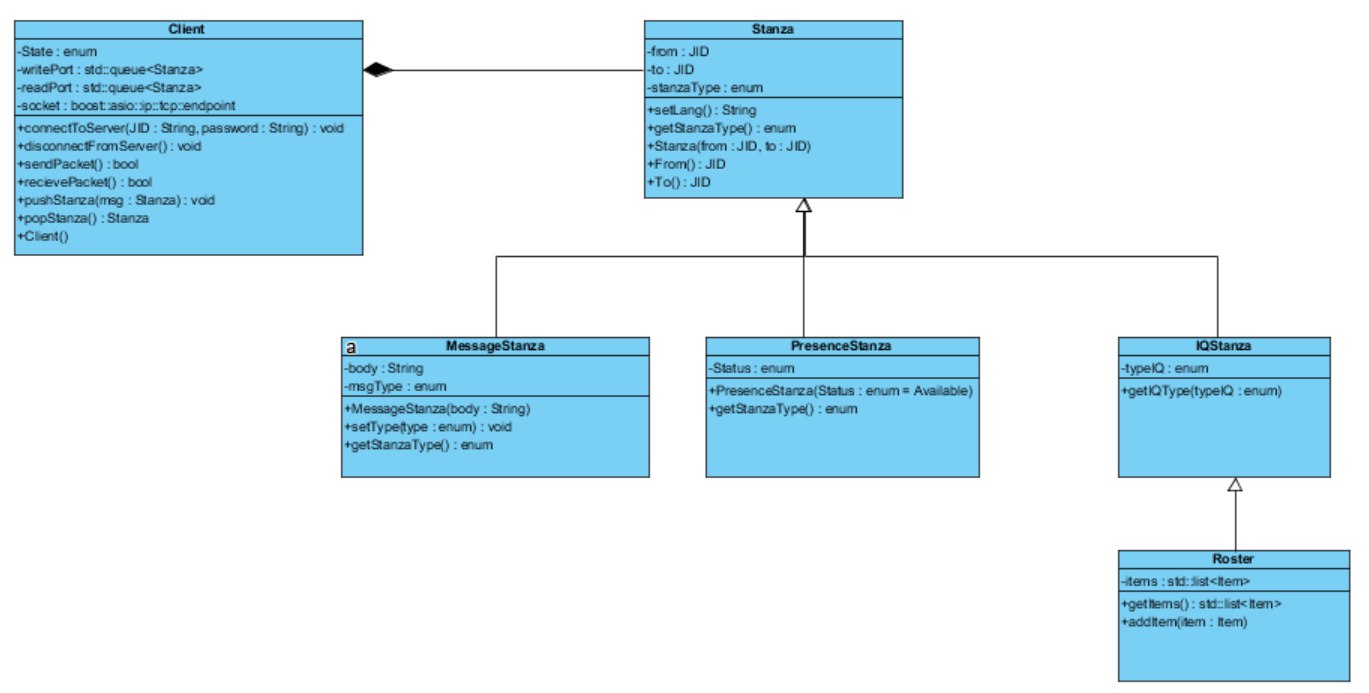 Client
-State : enum
-writePort : std::queue<Stanza>
-readPort : std::queue<Stanza>
-socket : boost::asio::ip::tcp::endpoint
+connectToServer(JID : String, password : String) : void
+disconnectFromServer() : void
+sendPacket() : bool
+recievePacket() : bool
+pushStanza(msg : Stanza) : void
+popStanza() : Stanza
+Client()
Stanza
-from : JID
-to : JID
-stanzaType : enum
+setLang() : String
+getStanzaType() : enum
+Stanza(from : JID, to : JID)
+From() : JID
+To() : JID
a
MessageStanza
-body : String
-msgType : enum
+MessageStanza(body : String)
+setType(type : enum) : void
+getStanzaType() : enum
PresenceStanza
-Status : enum
+PresenceStanza(Status : enum = Available)
+getStanzaType() : enum
IQStanza
-typeIQ : enum
+getIQType(typeIQ : enum)
Roster
-items : std::list<Item>
+getItems() : std::list<Item>
+addItem(item : Item)